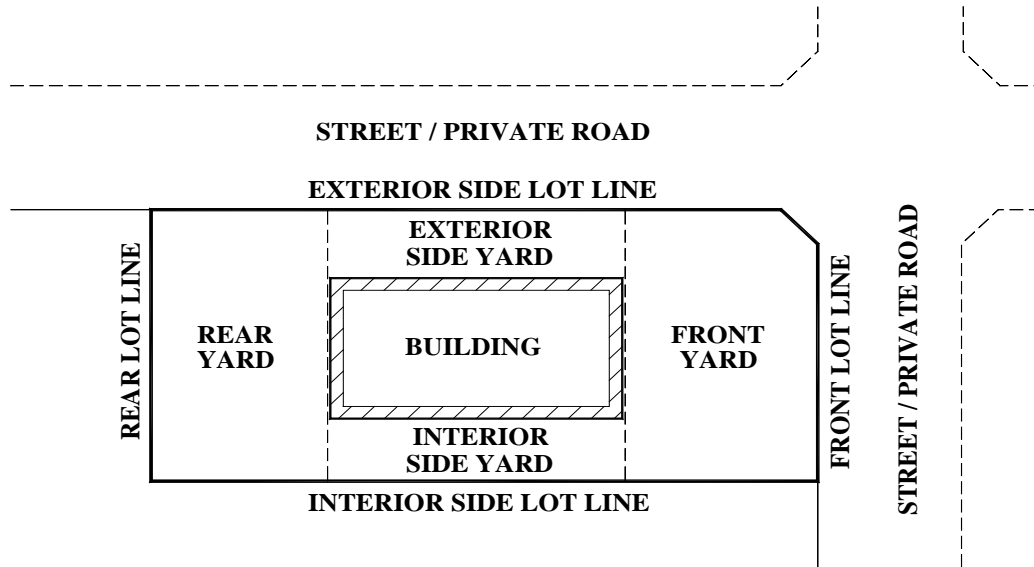 STREET / PRIVATE ROAD
EXTERIOR SIDE LOT LINE
EXTERIOR
SIDE YARD
REAR LOT LINE
REAR
YARD
BUILDING
FRONT
YARD
FRONT LOT LINE
STREET / PRIVATE ROAD
INTERIOR
SIDE YARD
INTERIOR SIDE LOT LINE